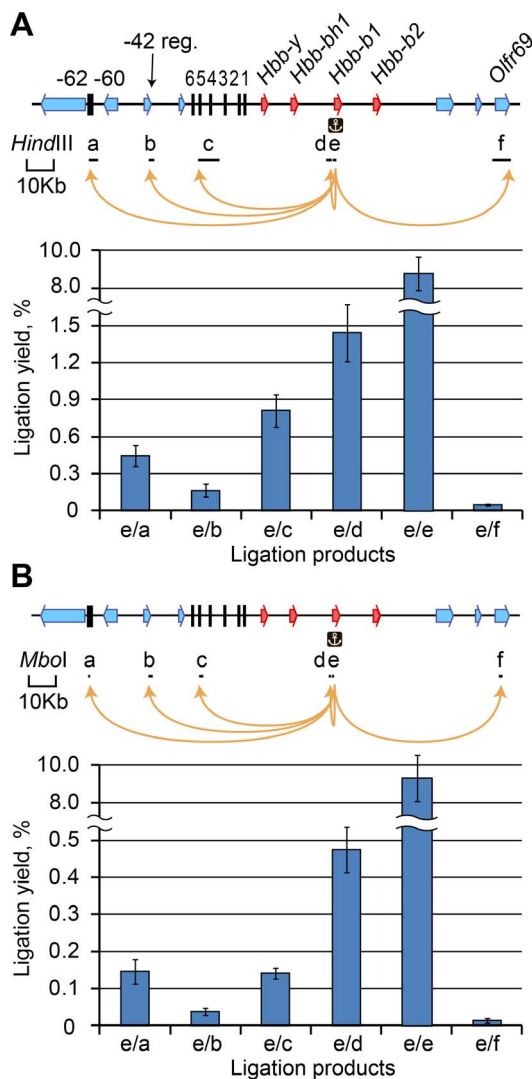 A
-42 reg.
-62 -60
654321
Hbb-y
Hbb-bh1
Hbb-b1
Hbb-b2
Olfr69
HindIII
a b c d e f
10Kb
Ligation yield, %
10.0
8.0
1.5
1.2
0.9
0.6
0.3
0
e/a e/b e/c e/d e/e e/f
Ligation products
B
MboI
a b c d e f
10Kb
Ligation yield, %
10.0
8.0
0.5
0.4
0.3
0.2
0.1
0
e/a e/b e/c e/d e/e e/f
Ligation products